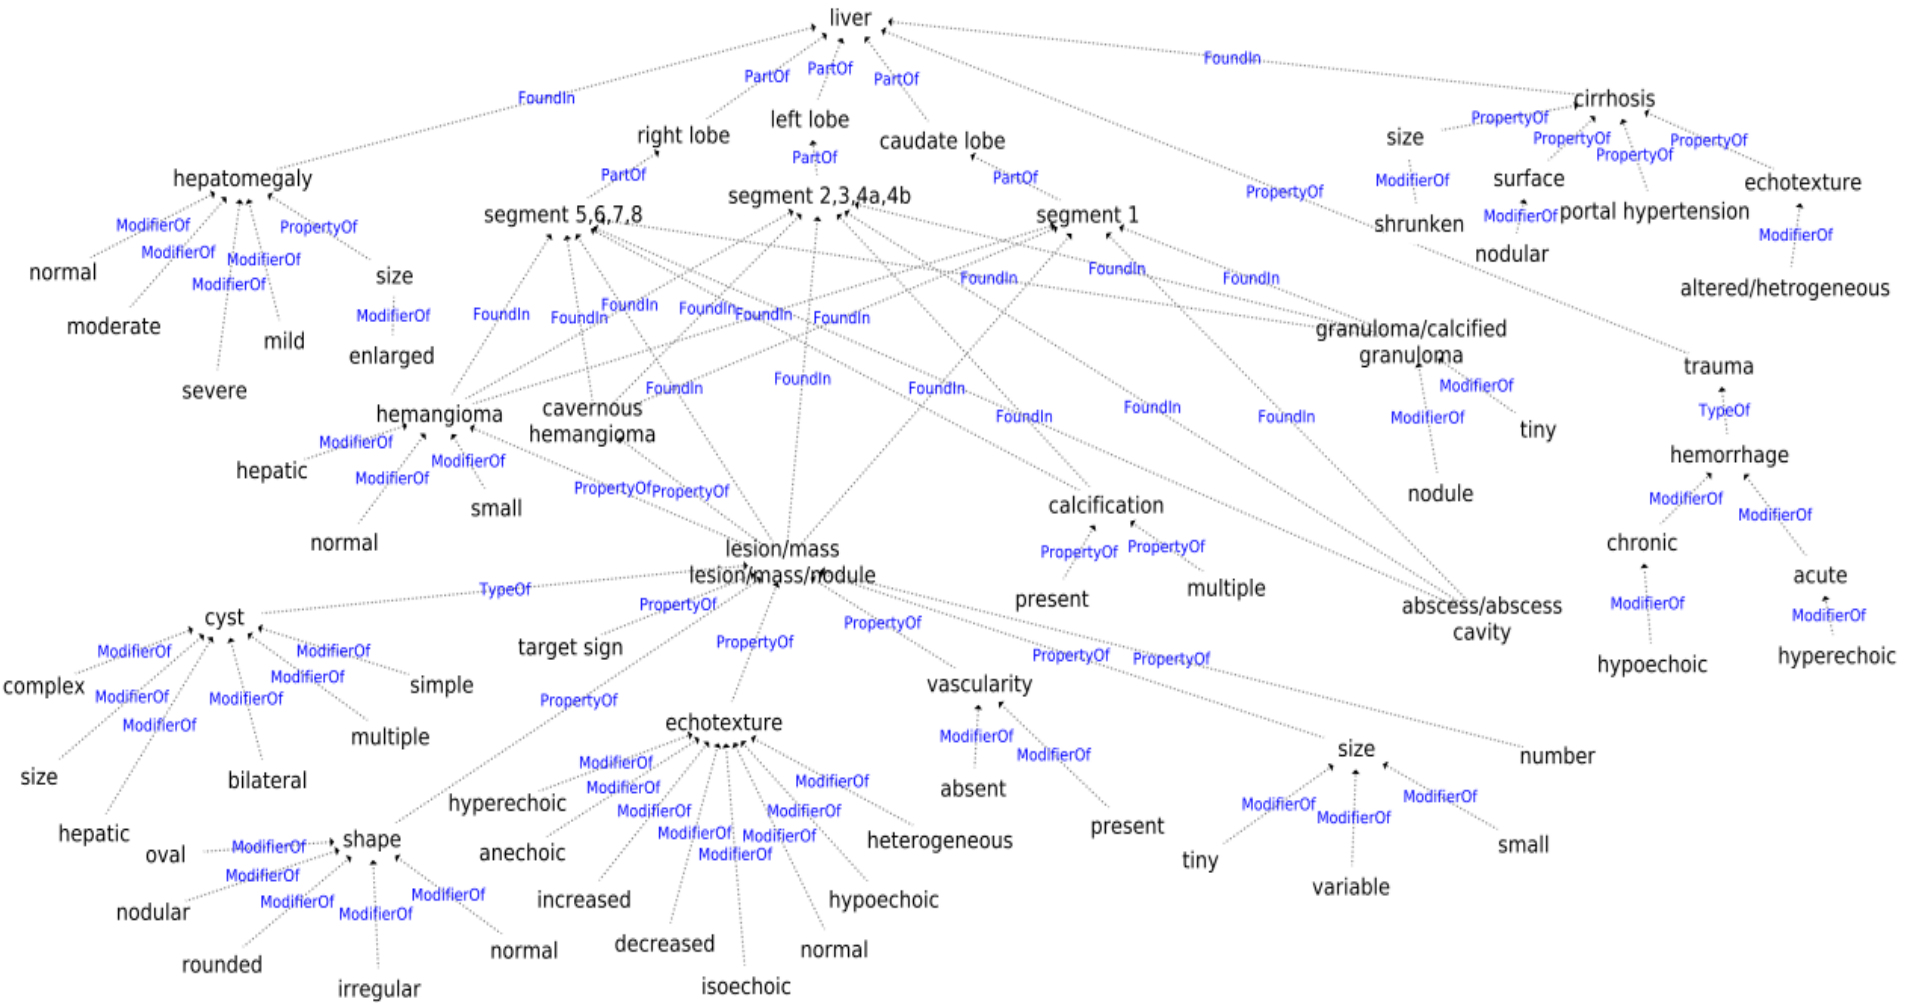 liver
FoundIn
PartOf
PartOf
PartOf
FoundIn
cirrhosis
right lobe
left lobe
caudate lobe
size
PropertyOf
PropertyOf
PropertyOf
PropertyOf
PartOf
hepatomegaly
PartOf
PartOf
PropertyOf
ModifierOf
surface
echotexture
segment 5,6,7,8
segment 2,3,4a,4b
segment 1
shrunken
ModifierOf
portal hypertension
ModifierOf
ModifierOf
PropertyOf
ModifierOf
ModifierOf
ModifierOf
nodular
ModifierOf
normal
size
FoundIn
FoundIn
FoundIn
altered/hetrogeneous
moderate
mild
ModifierOf
enlarged
severe
FoundIn
FoundIn
FoundIn
FoundIn
FoundIn
FoundIn
granuloma/calcified
granuloma
trauma
FoundIn
FoundIn
FoundIn
FoundIn
FoundIn
FoundIn
ModifierOf
ModifierOf
TypeOf
hemangioma
cavernous
hemangioma
tiny
hemorrhage
ModifierOf
ModifierOf
ModifierOf
hepatic
small
normal
PropertyOf
PropertyOf
nodule
ModifierOf
ModifierOf
calcification
chronic
acute
lesion/mass
lesion/mass/nodule
PropertyOf
PropertyOf
present
multiple
abscess/abscess
cavity
ModifierOf
ModifierOf
hypoechoic
hyperechoic
TypeOf
cyst
PropertyOf
target sign
PropertyOf
PropertyOf
PropertyOf
PropertyOf
ModifierOf
ModifierOf
ModifierOf
ModifierOf
ModifierOf
ModifierOf
complex
simple
multiple
size
bilateral
hepatic
PropertyOf
vascularity
echotexture
ModifierOf
ModifierOf
absent
present
size
number
ModifierOf
ModifierOf
ModifierOf
tiny
variable
small
ModifierOf
ModifierOf
ModifierOf
ModifierOf
ModifierOf
ModifierOf
ModifierOf
ModifierOf
hyperechoic
anechoic
increased
decreased
isoechoic
normal
hypoechoic
heterogeneous
shape
oval
ModifierOf
ModifierOf
ModifierOf
ModifierOf
ModifierOf
nodular
rounded
irregular
normal